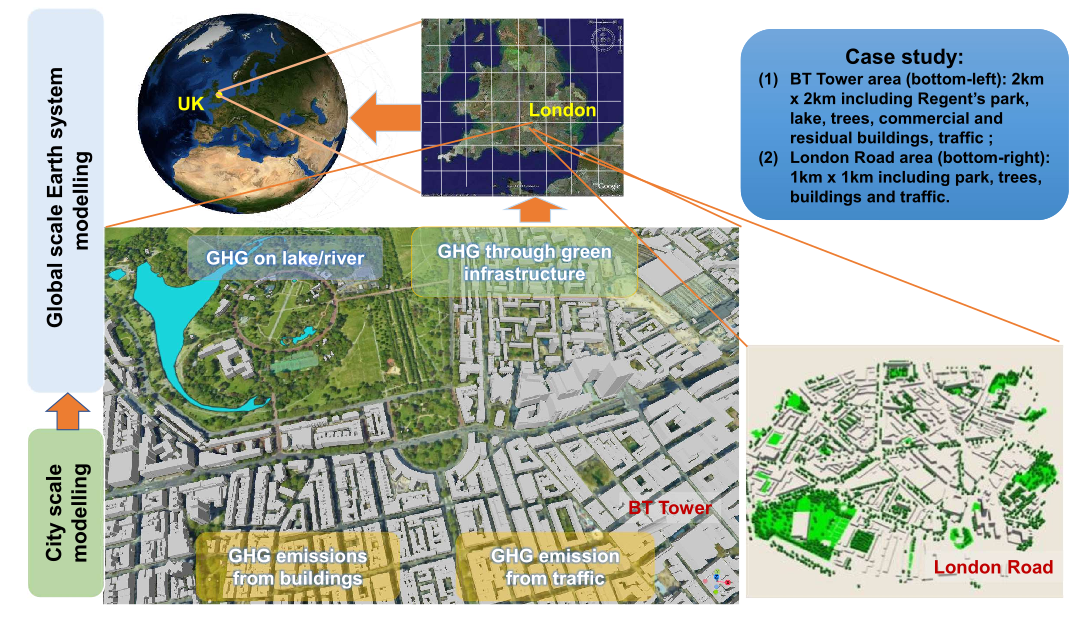 Global scale Earth system
modelling
City scale
modelling
UK
London
Google
Case study:
(1) BT Tower area (bottom-left): 2km
x 2km including Regent's park,
lake, trees, commercial and
residual buildings, traffic ;
(2) London Road area (bottom-right):
1km x 1km including park, trees,
buildings and traffic.
GHG on lake/river
GHG through green
infrastructure
BT Tower
GHG emissions
from buildings
GHG emission
from traffic
London Road